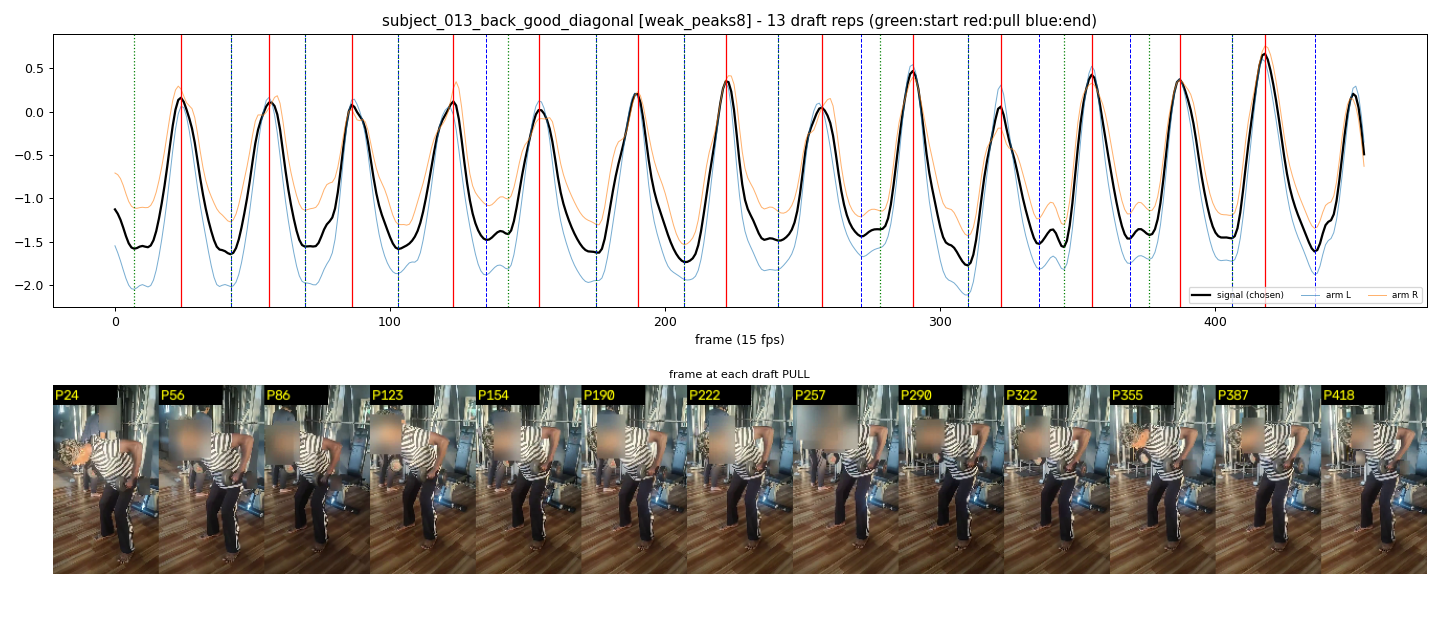 subject_013_back_good_diagonal [weak_peaks8] - 13 draft reps (green:start red:pull blue:end)
0.5
0.0
−0.5
−1.0
−1.5
−2.0
signal (chosen) arm L arm R
0 100 200 300 400
frame (15 fps)
frame at each draft PULL
P24 P56 P86 P123 P154 P190 P222 P257 P290 P322 P355 P387 P418